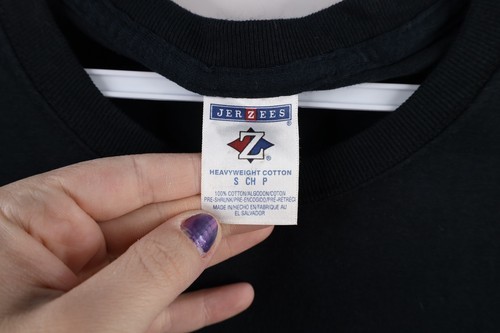 JERZEES®
Z®
HEAVYWEIGHT COTTON
S CH P
100% COTTON/ALGODON/COTON
PRE-SHRUNK/PRE-ENCOGIDO/PRE-RETRECI
MADE IN/HECHO EN/FABRIQUE AU
EL SALVADOR